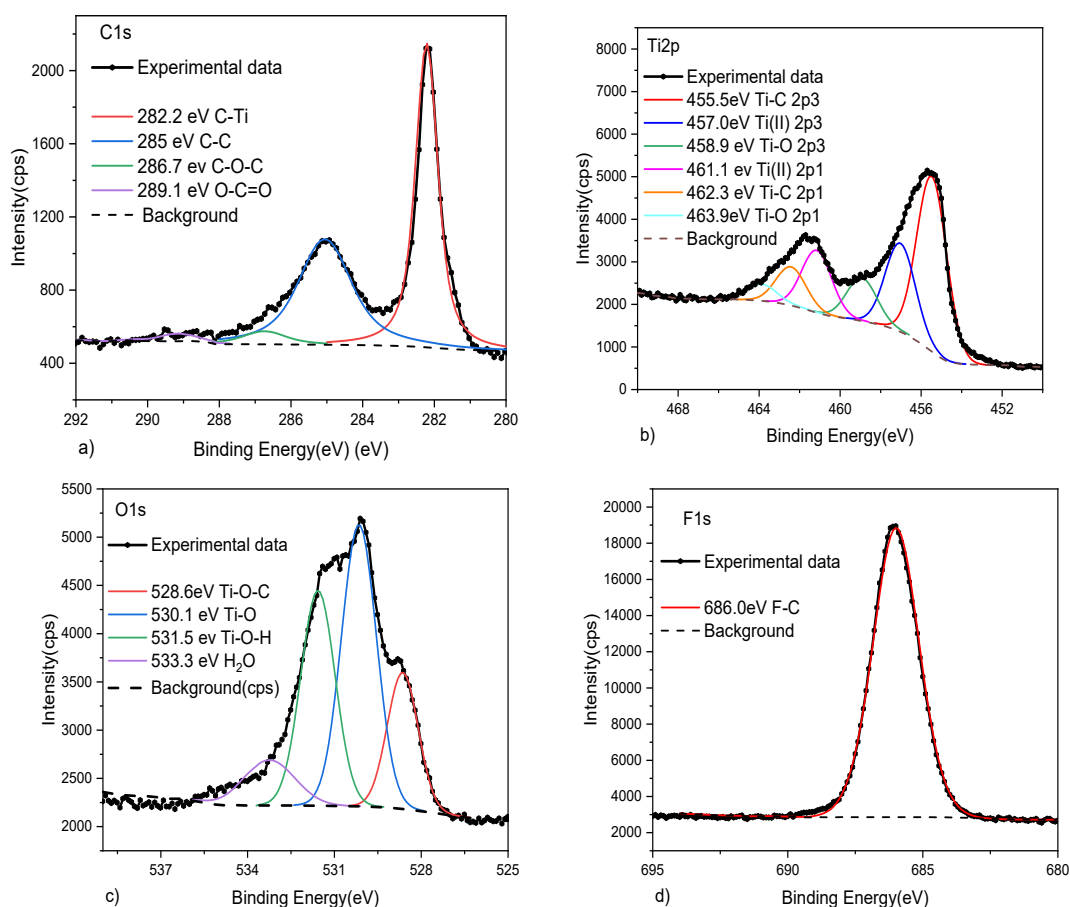 C1s
Experimental data
282.2 eV C-Ti
285 eV C-C
286.7 ev C-O-C
289.1 eV O-C=O
Background
Intensity(cps)
2000
1600
1200
800
400
292 290 288 286 284 282 280
Binding Energy(eV) (eV)
a)
Ti2p
Experimental data
455.5eV Ti-C 2p3
457.0eV Ti(II) 2p3
458.9 eV Ti-O 2p3
461.1 ev Ti(II) 2p1
462.3 eV Ti-C 2p1
463.9eV Ti-O 2p1
Background
Intensity(cps)
8000
7000
6000
5000
4000
3000
2000
1000
0
468 464 460 456 452
Binding Energy(eV)
b)
O1s
Experimental data
528.6eV Ti-O-C
530.1 eV Ti-O
531.5 ev Ti-O-H
533.3 eV H₂O
Background(cps)
Intensity(cps)
5500
5000
4500
4000
3500
3000
2500
2000
537 534 531 528 525
Binding Energy(eV)
c)
F1s
Experimental data
686.0eV F-C
Background
Intensity(cps)
20000
18000
16000
14000
12000
10000
8000
6000
4000
2000
695 690 685 680
Binding Energy(eV)
d)